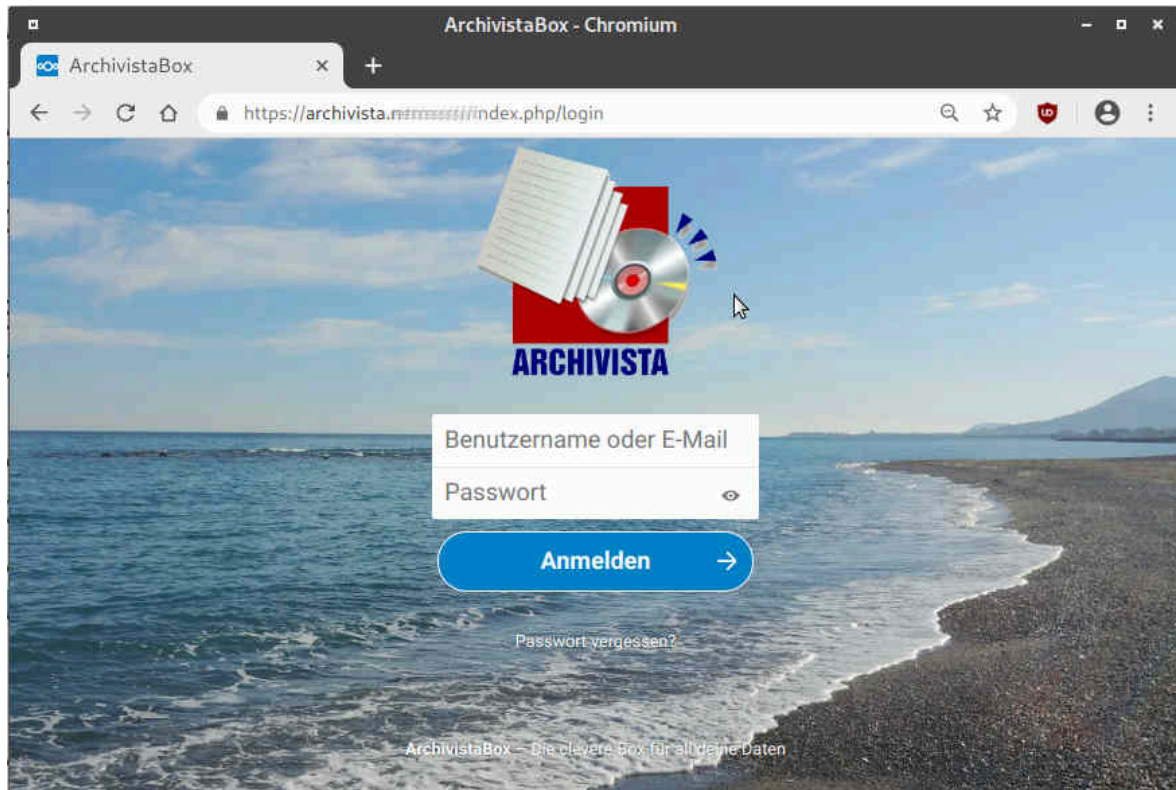 ArchivistaBox - Chromium
ArchivistaBox
https://archivista. index.php/login
ARCHIVISTA
Benutzername oder E-Mail
Passwort
Anmelden
Passwort vergessen?
ArchivistaBox – Die clevere Box für all deine Daten